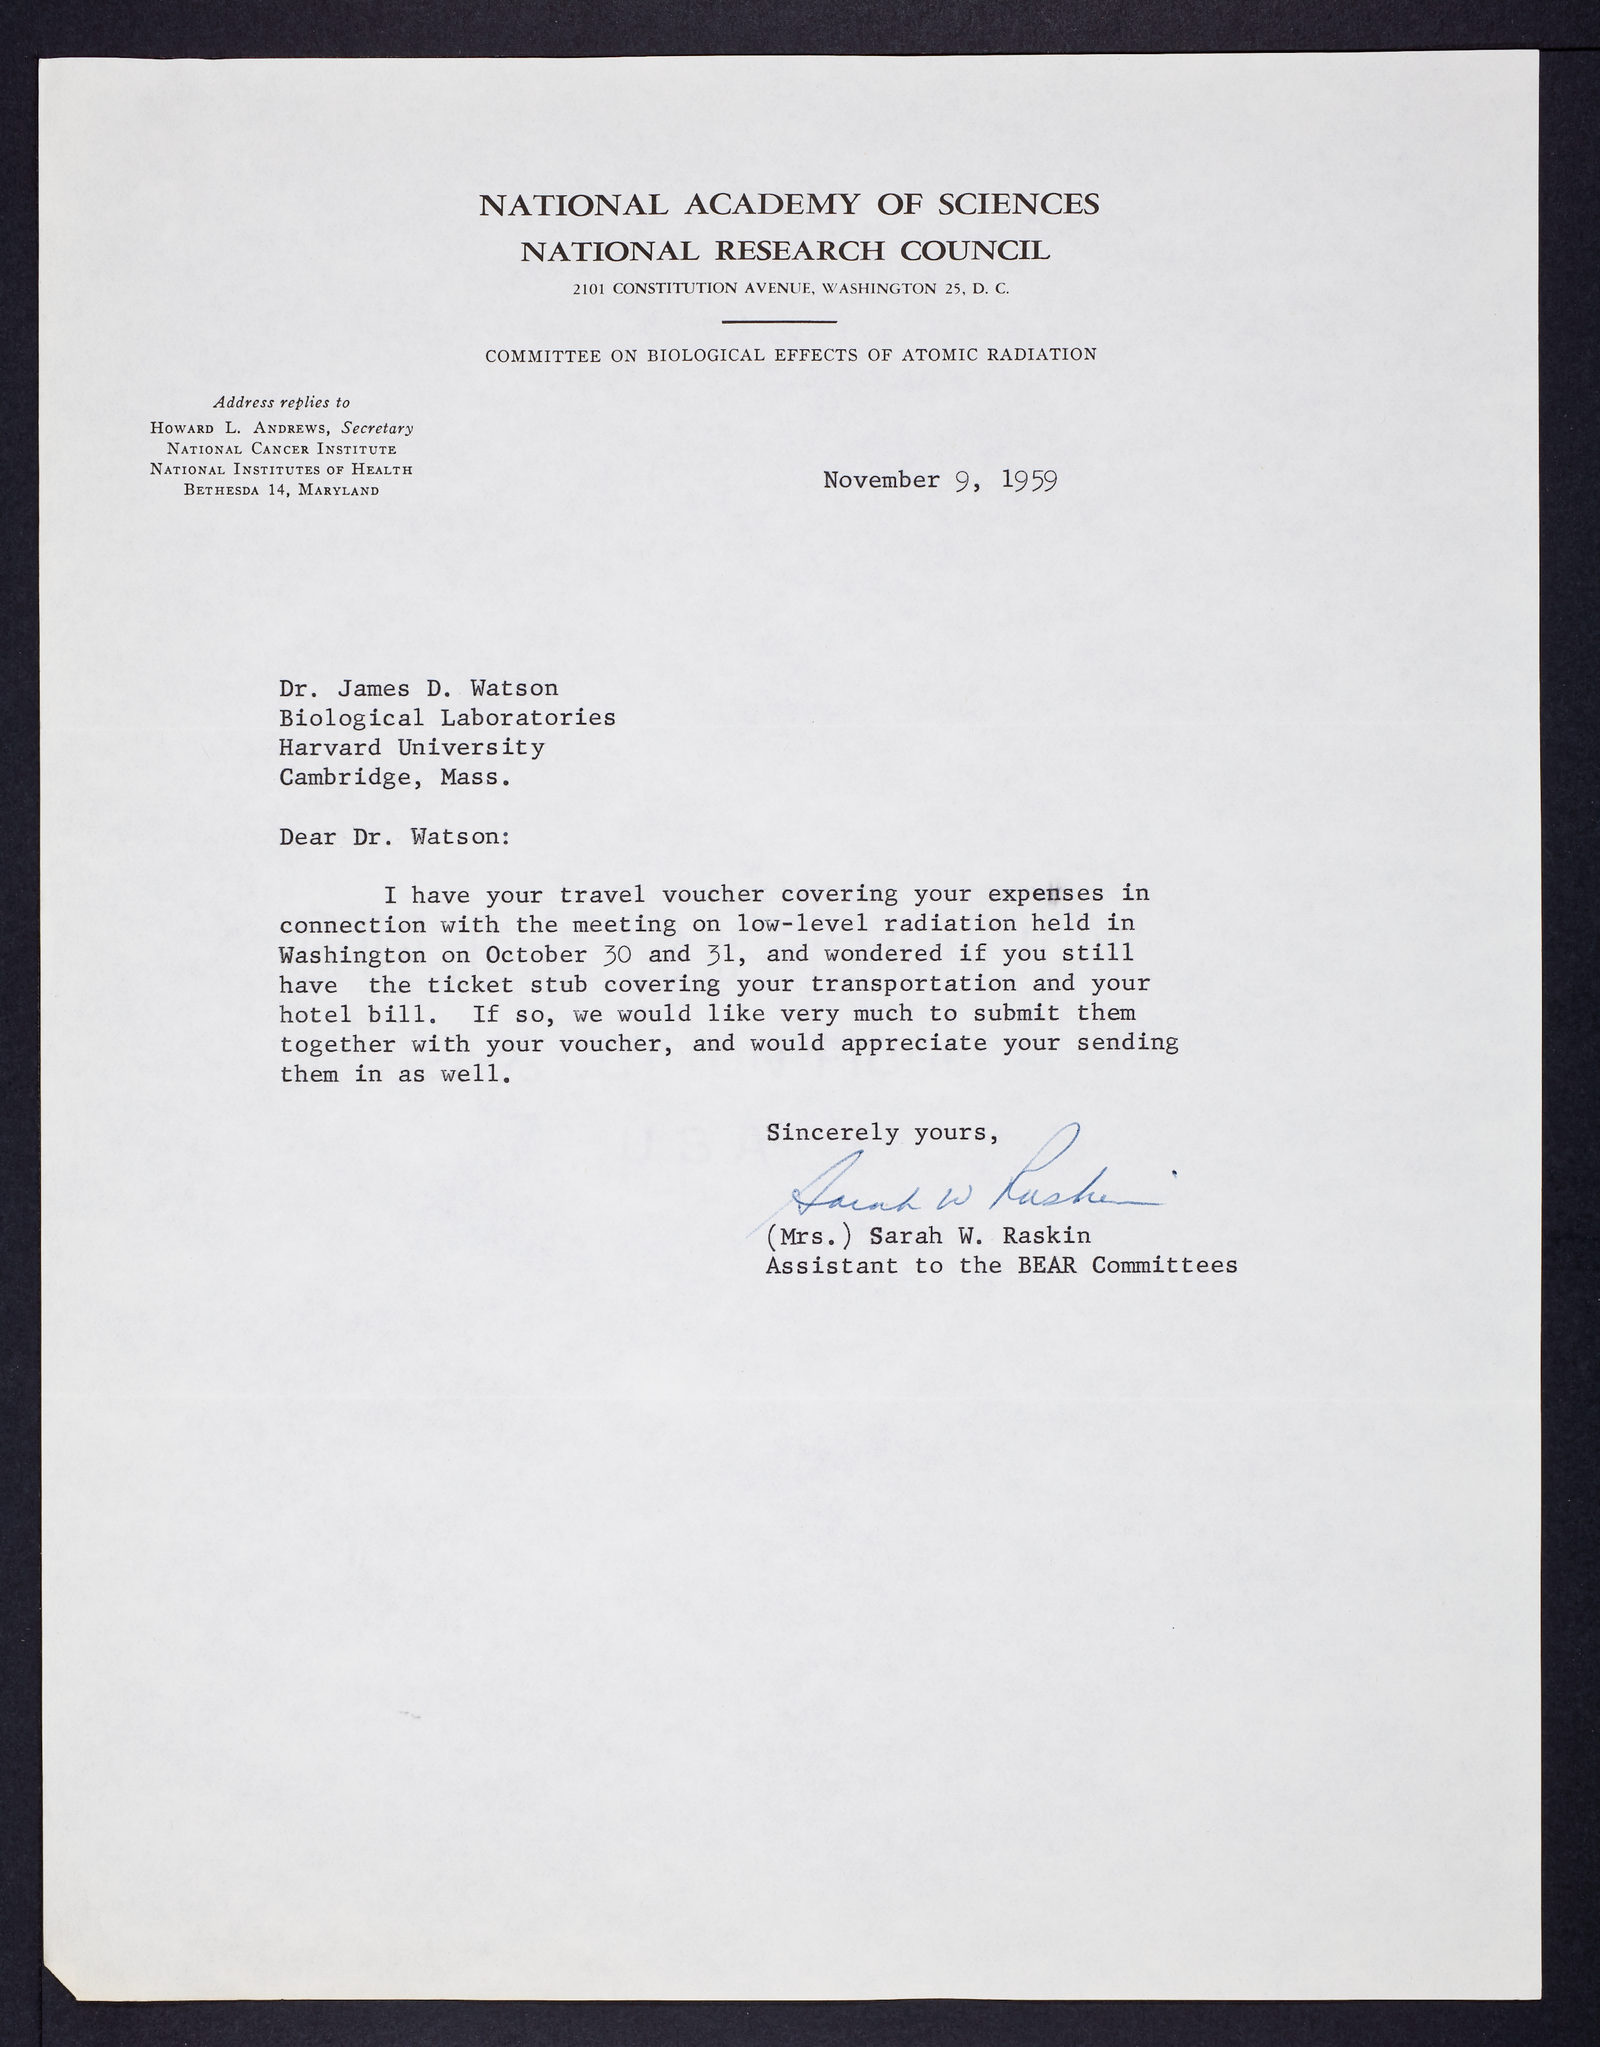 NATIONAL ACADEMY OF SCIENCES
NATIONAL RESEARCH COUNCIL
2101 CONSTITUTION AVENUE, WASHINGTON 25, D. C.
COMMITTEE ON BIOLOGICAL EFFECTS OF ATOMIC RADIATION
Address replies to
HOWARD L. ANDREWS, Secretary
NATIONAL CANCER INSTITUTE
NATIONAL INSTITUTES OF HEALTH
BETHESDA 14, MARYLAND
November 9, 1959
Dr. James D. Watson
Biological Laboratories
Harvard University
Cambridge, Mass.
Dear Dr. Watson:
I have your travel voucher covering your expenses in
connection with the meeting on low-level radiation held in
Washington on October 30 and 31, and wondered if you still
have  the ticket stub covering your transportation and your
hotel bill.  If so, we would like very much to submit them
together with your voucher, and would appreciate your sending
them in as well.
Sincerely yours,
Sarah W Raskin
(Mrs.) Sarah W. Raskin
Assistant to the BEAR Committees